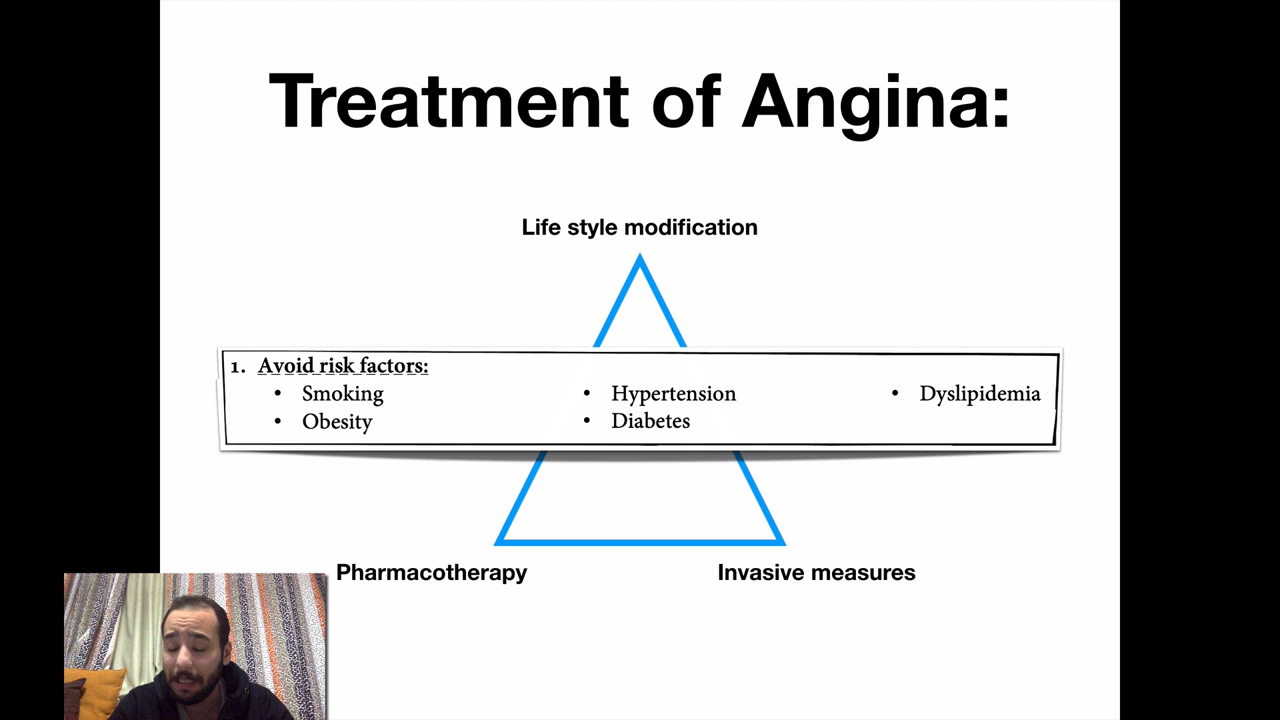 Treatment of Angina:
Life style modification
1. Avoid risk factors:
• Smoking • Hypertension • Dyslipidemia
• Obesity • Diabetes
Pharmacotherapy Invasive measures